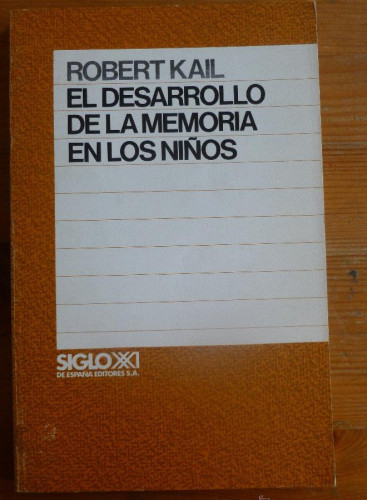 ROBERT KAIL
EL DESARROLLO
DE LA MEMORIA
EN LOS NIÑOS
SIGLO XXI
DE ESPAÑA EDITORES S.A.